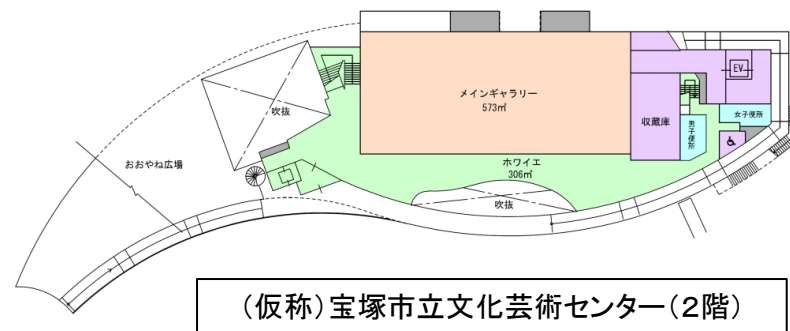 メインギャラリー
573㎡
EV
吹抜
収蔵庫
女子便所
男子便所
おおやね広場
ホワイエ
306㎡
吹抜
(仮称)宝塚市立文化芸術センター(2階)